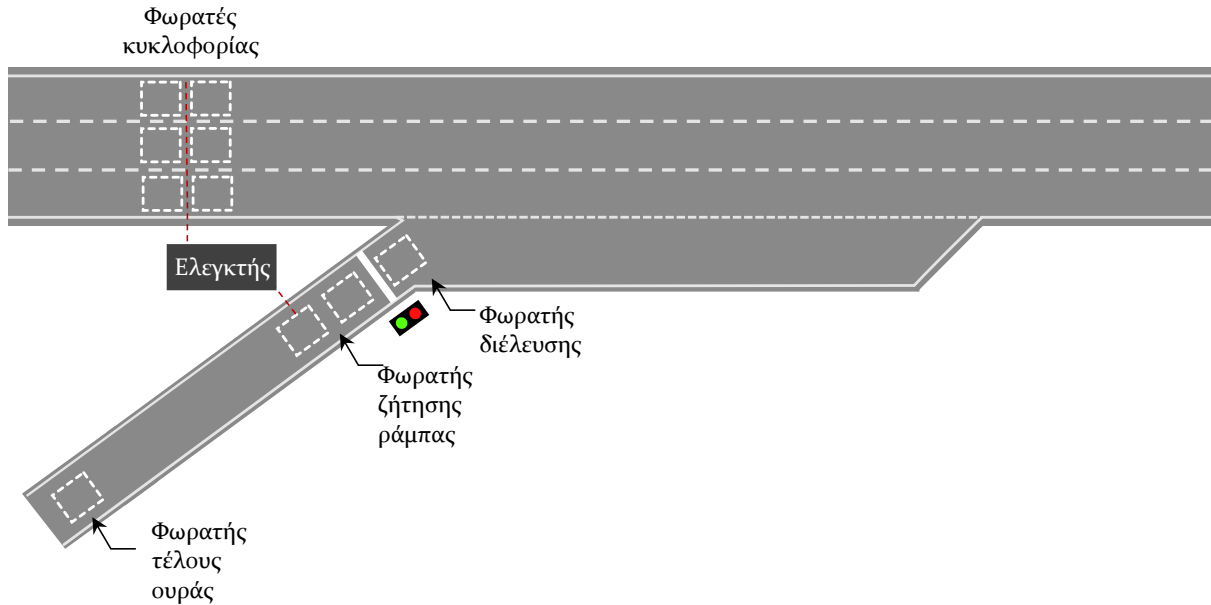 Φωρατές
κυκλοφορίας
Ελεγκτής
Φωρατής
διέλευσης
Φωρατής
ζήτησης
ράμπας
Φωρατής
τέλους
ουράς